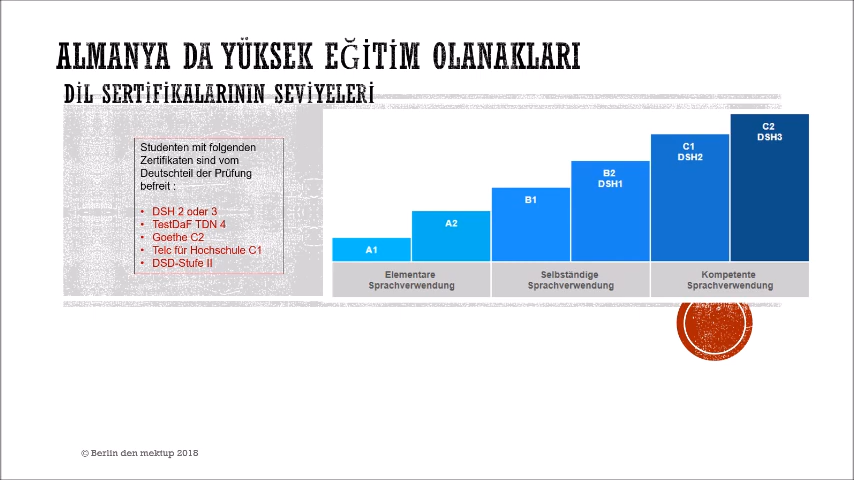 ALMANYA DA YÜKSEK EĞİTİM OLANAKLARI
DİL SERTİFİKALARININ SEVİYELERİ
Studenten mit folgenden
Zertifikaten sind vom
Deutschteil der Prüfung
befreit :
• DSH 2 oder 3
• TestDaF TDN 4
• Goethe C2
• Telc für Hochschule C1
• DSD-Stufe II
A1
A2
B1
B2
DSH1
C1
DSH2
C2
DSH3
Elementare
Sprachverwendung
Selbständige
Sprachverwendung
Kompetente
Sprachverwendung
© Berlin den mektup 2015